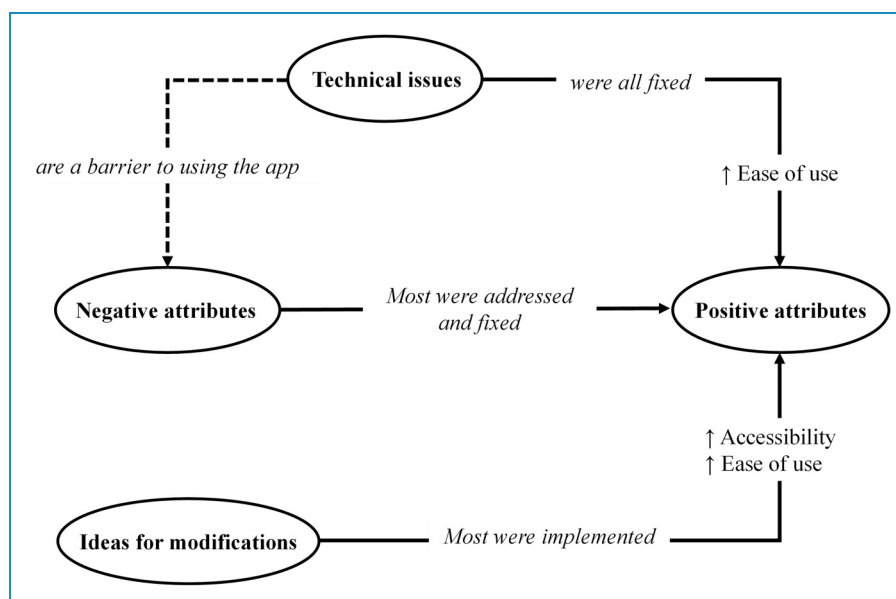 Technical issues
were all fixed
are a barrier to using the app
↑ Ease of use
Negative attributes
Most were addressed
and fixed
Positive attributes
↑ Accessibility
↑ Ease of use
Ideas for modifications
Most were implemented